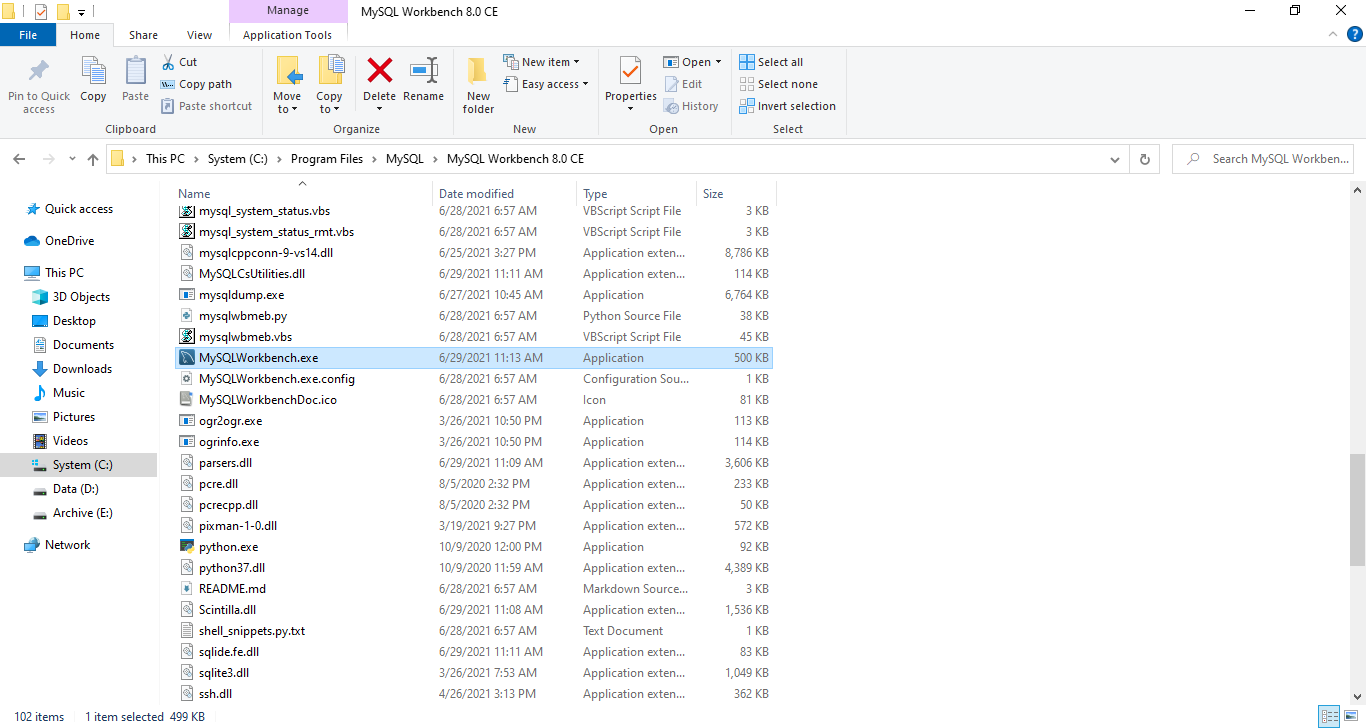 Manage
MySQL Workbench 8.0 CE
File
Home
Share
View
Application Tools
?
Pin to Quick access
Copy
Paste
Cut
Copy path
Paste shortcut
Clipboard
Move to
Copy to
Delete
Rename
Organize
New folder
New item
Easy access
New
Properties
Open
Edit
History
Open
Select all
Select none
Invert selection
Select
This PC > System (C:) > Program Files > MySQL > MySQL Workbench 8.0 CE
Search MySQL Workben...
Quick access
OneDrive
This PC
3D Objects
Desktop
Documents
Downloads
Music
Pictures
Videos
System (C:)
Data (D:)
Archive (E:)
Network
Name Date modified Type Size
mysql_system_status.vbs 6/28/2021 6:57 AM VBScript Script File 3 KB
mysql_system_status_rmt.vbs 6/28/2021 6:57 AM VBScript Script File 3 KB
mysqlcppconn-9-vs14.dll 6/25/2021 3:27 PM Application exten... 8,786 KB
MySQLCsUtilities.dll 6/29/2021 11:11 AM Application exten... 114 KB
mysqldump.exe 6/27/2021 10:45 AM Application 6,764 KB
mysqlwbmeb.py 6/28/2021 6:57 AM Python Source File 38 KB
mysqlwbmeb.vbs 6/28/2021 6:57 AM VBScript Script File 45 KB
MySQLWorkbench.exe 6/29/2021 11:13 AM Application 500 KB
MySQLWorkbench.exe.config 6/28/2021 6:57 AM Configuration Sou... 1 KB
MySQLWorkbenchDoc.ico 6/28/2021 6:57 AM Icon 81 KB
ogr2ogr.exe 3/26/2021 10:50 PM Application 113 KB
ogrinfo.exe 3/26/2021 10:50 PM Application 114 KB
parsers.dll 6/29/2021 11:09 AM Application exten... 3,606 KB
pcre.dll 8/5/2020 2:32 PM Application exten... 233 KB
pcrecpp.dll 8/5/2020 2:32 PM Application exten... 50 KB
pixman-1-0.dll 3/19/2021 9:27 PM Application exten... 572 KB
python.exe 10/9/2020 12:00 PM Application 92 KB
python37.dll 10/9/2020 11:59 AM Application exten... 4,389 KB
README.md 6/28/2021 6:57 AM Markdown Source... 3 KB
Scintilla.dll 6/29/2021 11:08 AM Application exten... 1,536 KB
shell_snippets.py.txt 6/28/2021 6:57 AM Text Document 1 KB
sqlide.fe.dll 6/29/2021 11:11 AM Application exten... 83 KB
sqlite3.dll 3/26/2021 7:53 AM Application exten... 1,049 KB
ssh.dll 4/26/2021 3:13 PM Application exten... 362 KB
102 items 1 item selected 499 KB